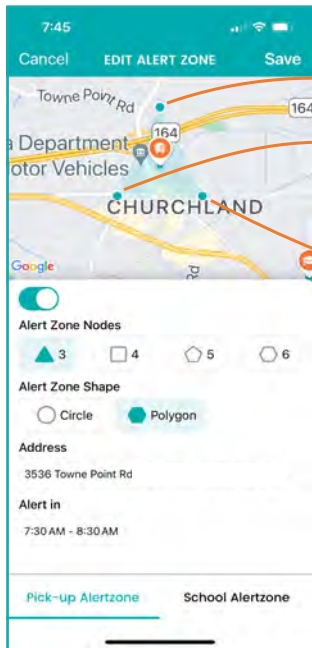 7:45
Cancel EDIT ALERT ZONE Save
Towne Point Rd
164
164
a Department
otor Vehicles
CHURCHLAND
Rd
Google
Alert Zone Nodes
3 4 5 6
Alert Zone Shape
Circle Polygon
Address
3536 Towne Point Rd
Alert in
7:30 AM - 8:30 AM
Pick-up Alertzone School Alertzone